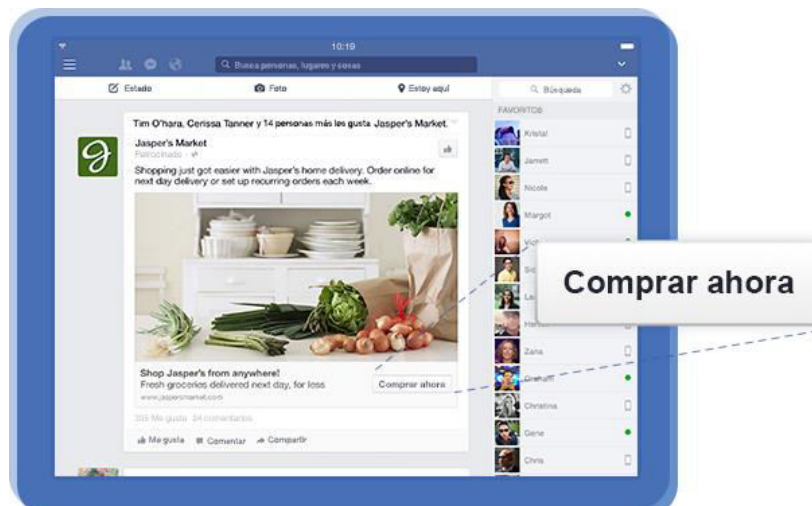 10:19
Busca personas, lugares y cosas
Estado
Foto
Estoy aquí
Búsqueda
FAVORITOS
Tim O'hara, Cerissa Tanner y 14 personas más les gusta Jasper's Market.
Jasper's Market
Patrocinado
Shopping just got easier with Jasper's home delivery. Order online for
next day delivery or set up recurring orders each week.
Shop Jasper's from anywhere!
Fresh groceries delivered next day, for less
www.jaspersmarket.com
Comprar ahora
Me gusta
comentarios
Me gusta
Comentar
Compartir
Kristal
Jarrett
Nicole
Margot
Zana
Graham
Christina
Gene
Chris
Comprar ahora